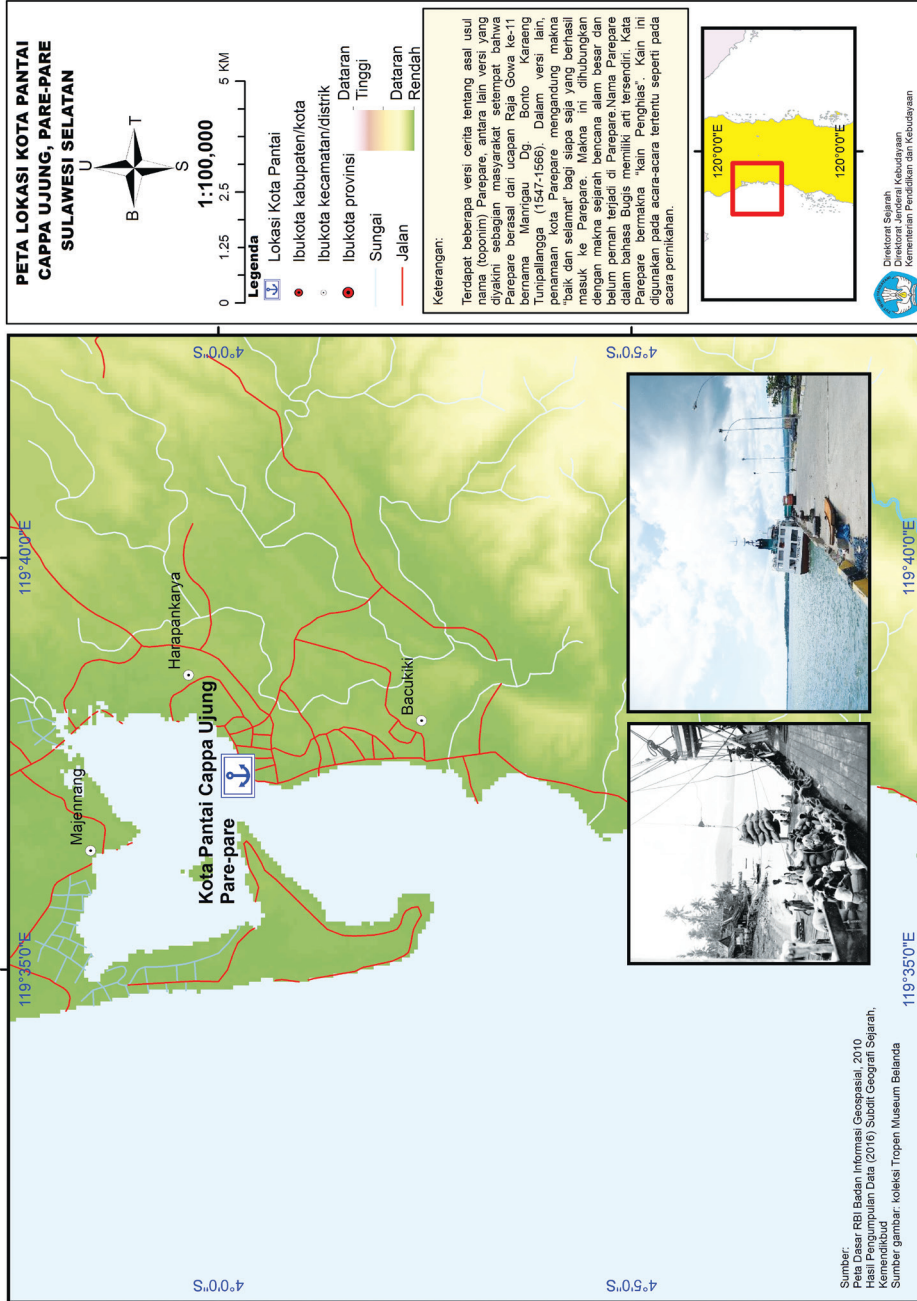 PETA LOKASI KOTA PANTAI
CAPPA UJUNG, PARE-PARE
SULAWESI SELATAN
U
B
T
S
1:100,000
0
1.25
2.5
5 KM
Legenda
Lokasi Kota Pantai
Ibukota kabupaten/kota
Ibukota kecamatan/distrik
Ibukota provinsi
Sungai
Jalan
Dataran
Tinggi
Dataran
Rendah
Keterangan:
Terdapat beberapa versi cerita tentang asal usul
nama (toponim) Parepare, antara lain versi yang
diyakini sebagian masyarakat setempat bahwa
Parepare berasal dari ucapan Raja Gowa ke-11
bernama Manrigau Dg. Bonto Karaeng
Tunipallangga (1547-1566). Dalam versi lain,
penamaan kota Parepare mengandung makna
"baik dan selamat" bagi siapa saja yang berhasil
masuk ke Parepare. Makna ini dihubungkan
dengan makna sejarah bencana alam besar dan
belum pernah terjadi di Parepare.Nama Parepare
dalam bahasa Bugis memiliki arti tersendiri. Kata
Parepare bermakna "kain Penghias". Kain ini
digunakan pada acara-acara tertentu seperti pada
acara pernikahan.
120°0'0"E
120°0'0"E
Direktorat Sejarah
Direktorat Jenderal Kebudayaan
Kementerian Pendidikan dan Kebudayaan
119°35'0"E
119°40'0"E
4°0'0"S
4°0'0"S
Majennang
Harapankarya
Kota Pantai Cappa Ujung
Pare-pare
Bacukiki
4°5'0"S
4°5'0"S
119°35'0"E
119°40'0"E
Sumber:
Peta Dasar RBI Badan Informasi Geospasial, 2010
Hasil Pengumpulan Data (2016) Subdit Geografi Sejarah,
Kemendikbud
Sumber gambar: koleksi Tropen Museum Belanda